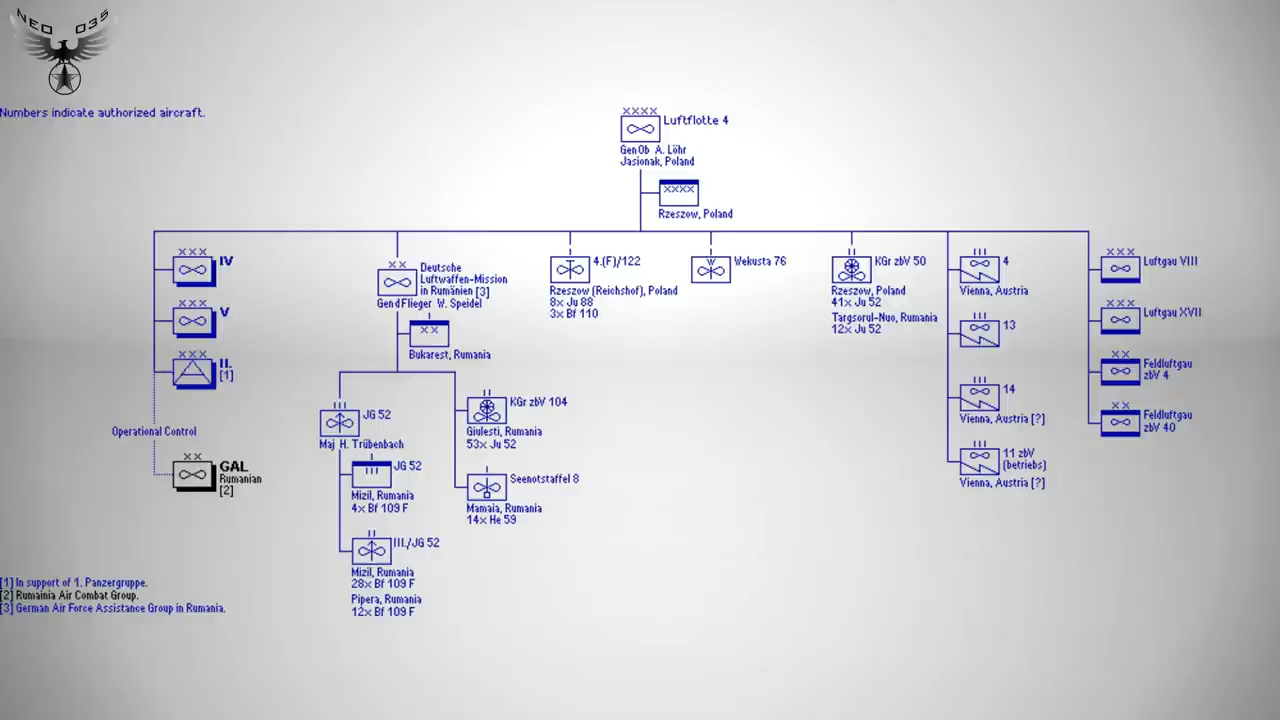 NEO 035
Numbers indicate authorized aircraft.
XXXX
Luftflotte 4
GenOb A. Löhr
Jasionak, Poland
XXXX
Rzeszow, Poland
XXX
IV
XXX
V
XXX
II.
[1]
Operational Control
XX
GAL
Rumanian
[2]
XX
Deutsche
Luftwaffen-Mission
in Rumänien [3]
Gen d Flieger W. Speidel
XX
Bukarest, Rumania
III
JG 52
Maj H. Trübenbach
III
JG 52
Mizil, Rumania
4x Bf 109 F
II
III./JG 52
Mizil, Rumania
28x Bf 109 F
Pipera, Rumania
12x Bf 109 F
II
KGr zbV 104
Giulesti, Rumania
53x Ju 52
I
Seenotstaffel 8
Mamaia, Rumania
14x He 59
I
4.(F)/122
Rzeszow (Reichshof), Poland
8x Ju 88
3x Bf 110
I
W
Wekusta 76
II
KGr zbV 50
Rzeszow, Poland
41x Ju 52
Targsorul-Nuo, Rumania
12x Ju 52
III
4
Vienna, Austria
III
13
III
14
Vienna, Austria [?]
III
11 zbV
(betriebs)
Vienna, Austria [?]
XXX
Luftgau VIII
XXX
Luftgau XVII
XX
Feldluftgau
zbV 4
XX
Feldluftgau
zbV 40
[1] In support of 1. Panzergruppe.
[2] Rumainia Air Combat Group.
[3] German Air Force Assistance Group in Rumania.